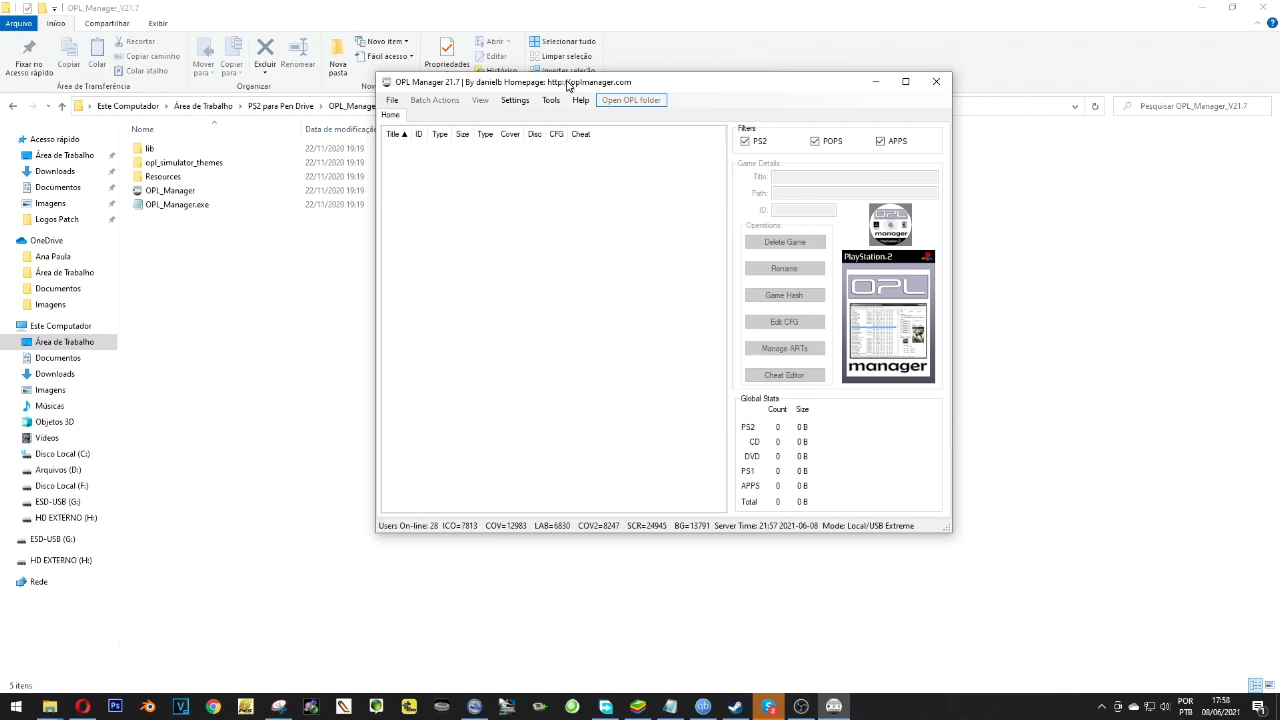 OPL_Manager_V21.7
Arquivo Início Compartilhar Exibir
Fixar no Acesso rápido
Copiar
Colar
Recortar
Copiar caminho
Colar atalho
Mover para
Copiar para
Excluir
Renomear
Nova pasta
Novo item
Fácil acesso
Propriedades
Abrir
Editar
Histórico
Selecionar tudo
Limpar seleção
Inverter seleção
Área de Transferência
Organizar
Este Computador > Área de Trabalho > PS2 para Pen Drive >
Pesquisar OPL_Manager_V21.7
Acesso rápido
Área de Trabalho
Downloads
Documentos
Imagens
Logos Patch
OneDrive
Ana Paula
Área de Trabalho
Documentos
Imagens
Este Computador
Área de Trabalho
Documentos
Downloads
Imagens
Músicas
Objetos 3D
Vídeos
Disco Local (C:)
Arquivos (D:)
Disco Local (F:)
ESD-USB (G:)
HD EXTERNO (H:)
ESD-USB (G:)
HD EXTERNO (H:)
Rede
Nome
lib 22/11/2020 19:19
opl_simulator_themes 22/11/2020 19:19
Resources 22/11/2020 19:19
OPL_Manager 22/11/2020 19:19
OPL_Manager.exe 22/11/2020 19:19
OPL Manager 21.7 | By danielb Homepage: http://oplmanager.com
File Batch Actions View Settings Tools Help Open OPL folder
Home
Title ID Type Size Type Cover Disc CFG Cheat
Filters
PS2 POPS APPS
Game Details:
Title:
Path:
ID:
Operations:
Delete Game
Rename
Game Hash
Edit CFG
Manage ARTs
Cheat Editor
OPL
manager
PlayStation.2
OPL
manager
Global Stats
Count Size
PS2 0 0 B
CD 0 0 B
DVD 0 0 B
PS1 0 0 B
APPS 0 0 B
Total 0 0 B
Users On-line: 28 ICO=7813 COV=12983 LAB=6830 COV2=8247 SCR=24945 BG=13791 Server Time: 21:57 2021-06-08 Mode: Local/USB Extreme
5 itens
POR
PTB
17:58
08/06/2021